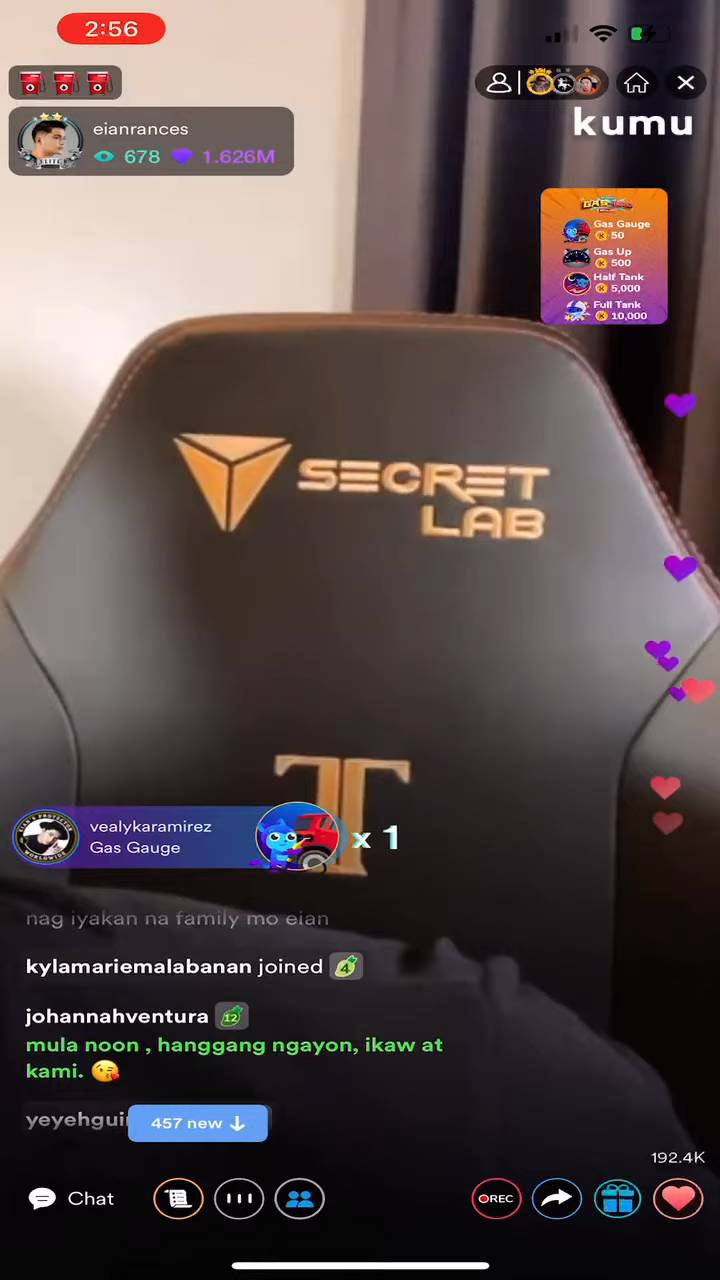 2:56
eianrances
678 1.626M
kumu
Gas Gauge
50
Gas Up
500
Half Tank
5,000
Full Tank
10,000
SECRET
LAB
T
vealykaramirez
Gas Gauge
x 1
nag iyakan na family mo eian
kylamariemalabanan joined 4
johannahventura 12
mula noon , hanggang ngayon, ikaw at
kami. 😘
457 new ↓
192.4K
Chat
REC